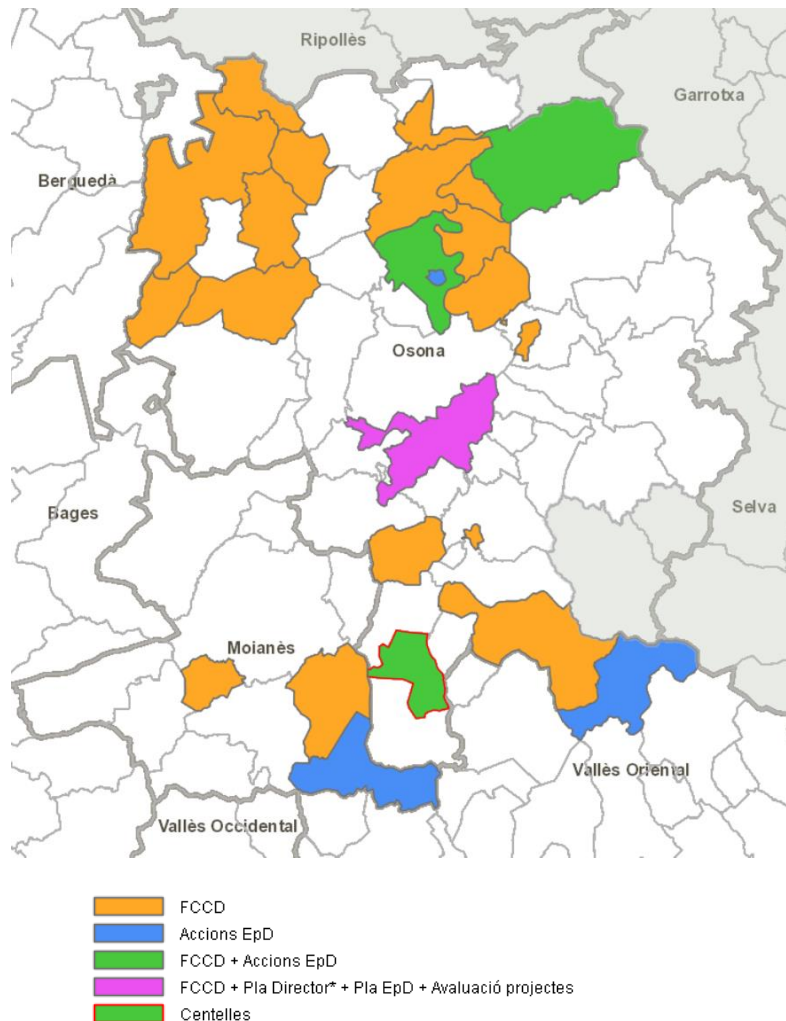 Ripollès
Garrotxa
Berguedà
Osona
Bages
Selva
Moianès
Vallès Oriental
Vallès Occidental
FCCD
Accions EpD
FCCD + Accions EpD
FCCD + Pla Director* + Pla EpD + Avaluació projectes
Centelles